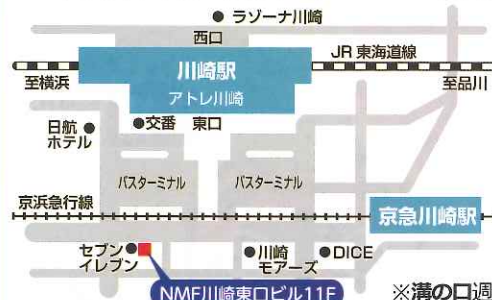 ラゾーナ川崎
西口
川崎駅
JR 東海道線
至横浜
至品川
アトレ川崎
交番 東口
日航
ホテル
バスターミナル
バスターミナル
京浜急行線
京急川崎駅
セブン
イレブン
川崎
モアーズ
DICE
NMF川崎東口ビル11F
※溝の口週